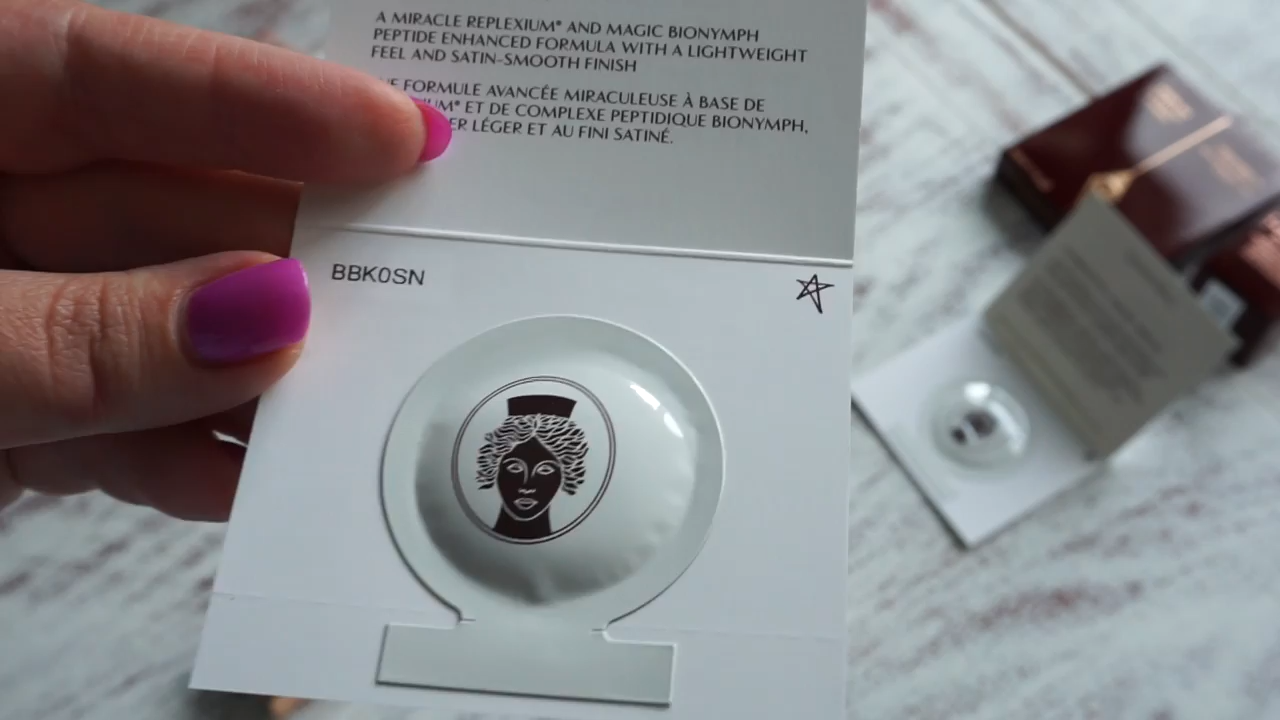 A MIRACLE REPLEXIUM® AND MAGIC BIONYMPH
PEPTIDE ENHANCED FORMULA WITH A LIGHTWEIGHT
FEEL AND SATIN-SMOOTH FINISH
FORMULE AVANCÉE MIRACULEUSE À BASE DE
ET DE COMPLEXE PEPTIDIQUE BIONYMPH,
LÉGER ET AU FINI SATINÉ.
BBK0SN